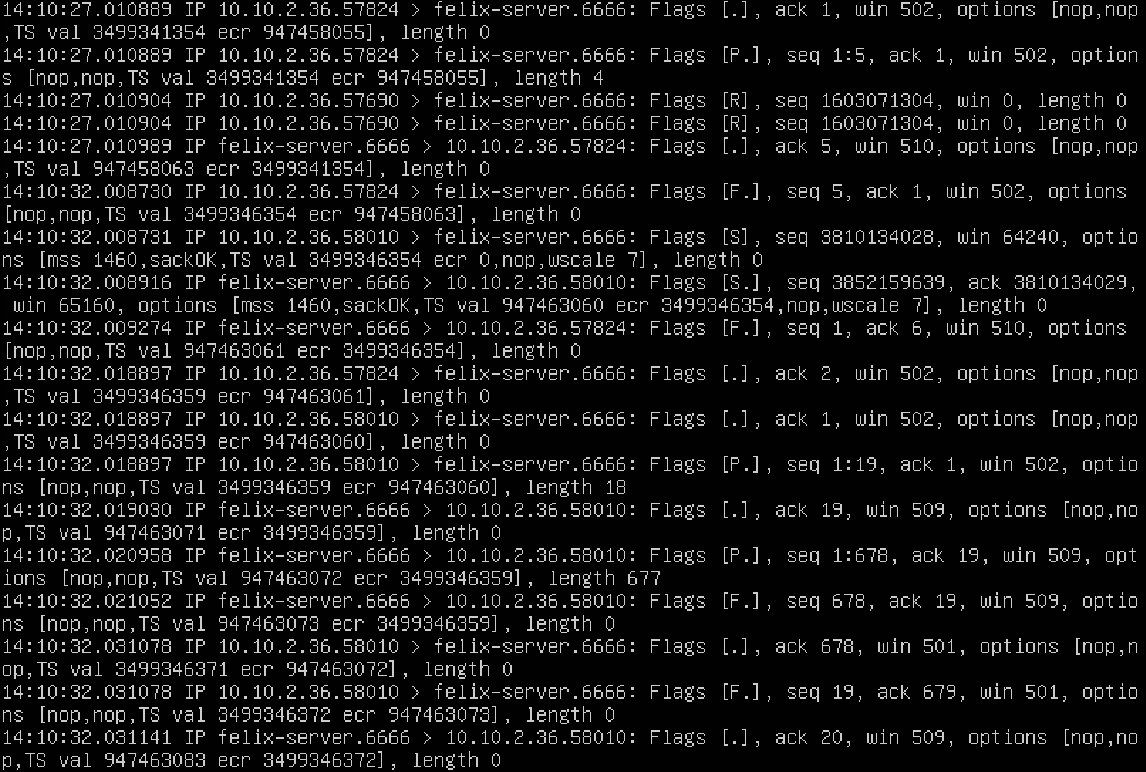 14:10:27.010889 IP 10.10.2.36.57824 > felix-server.6666: Flags [.], ack 1, win 502, options [nop,nop
,TS val 3499341354 ecr 947458055], length 0
14:10:27.010889 IP 10.10.2.36.57824 > felix-server.6666: Flags [P.], seq 1:5, ack 1, win 502, option
s [nop,nop,TS val 3499341354 ecr 947458055], length 4
14:10:27.010904 IP 10.10.2.36.57690 > felix-server.6666: Flags [R], seq 1603071304, win 0, length 0
14:10:27.010904 IP 10.10.2.36.57690 > felix-server.6666: Flags [R], seq 1603071304, win 0, length 0
14:10:27.010989 IP felix-server.6666 > 10.10.2.36.57824: Flags [.], ack 5, win 510, options [nop,nop
,TS val 947458063 ecr 3499341354], length 0
14:10:32.008730 IP 10.10.2.36.57824 > felix-server.6666: Flags [F.], seq 5, ack 1, win 502, options
[nop,nop,TS val 3499346354 ecr 947458063], length 0
14:10:32.008731 IP 10.10.2.36.58010 > felix-server.6666: Flags [S], seq 3810134028, win 64240, optio
ns [mss 1460,sackOK,TS val 3499346354 ecr 0,nop,wscale 7], length 0
14:10:32.008916 IP felix-server.6666 > 10.10.2.36.58010: Flags [S.], seq 3852159639, ack 3810134029,
 win 65160, options [mss 1460,sackOK,TS val 947463060 ecr 3499346354,nop,wscale 7], length 0
14:10:32.009274 IP felix-server.6666 > 10.10.2.36.57824: Flags [F.], seq 1, ack 6, win 510, options
[nop,nop,TS val 947463061 ecr 3499346354], length 0
14:10:32.018897 IP 10.10.2.36.57824 > felix-server.6666: Flags [.], ack 2, win 502, options [nop,nop
,TS val 3499346359 ecr 947463061], length 0
14:10:32.018897 IP 10.10.2.36.58010 > felix-server.6666: Flags [.], ack 1, win 502, options [nop,nop
,TS val 3499346359 ecr 947463060], length 0
14:10:32.018897 IP 10.10.2.36.58010 > felix-server.6666: Flags [P.], seq 1:19, ack 1, win 502, optio
ns [nop,nop,TS val 3499346359 ecr 947463060], length 18
14:10:32.019030 IP felix-server.6666 > 10.10.2.36.58010: Flags [.], ack 19, win 509, options [nop,no
p,TS val 947463071 ecr 3499346359], length 0
14:10:32.020958 IP felix-server.6666 > 10.10.2.36.58010: Flags [P.], seq 1:678, ack 19, win 509, opt
ions [nop,nop,TS val 947463072 ecr 3499346359], length 677
14:10:32.021052 IP felix-server.6666 > 10.10.2.36.58010: Flags [F.], seq 678, ack 19, win 509, optio
ns [nop,nop,TS val 947463073 ecr 3499346359], length 0
14:10:32.031078 IP 10.10.2.36.58010 > felix-server.6666: Flags [.], ack 678, win 501, options [nop,n
op,TS val 3499346371 ecr 947463072], length 0
14:10:32.031078 IP 10.10.2.36.58010 > felix-server.6666: Flags [F.], seq 19, ack 679, win 501, optio
ns [nop,nop,TS val 3499346372 ecr 947463073], length 0
14:10:32.031141 IP felix-server.6666 > 10.10.2.36.58010: Flags [.], ack 20, win 509, options [nop,no
p,TS val 947463083 ecr 3499346372], length 0